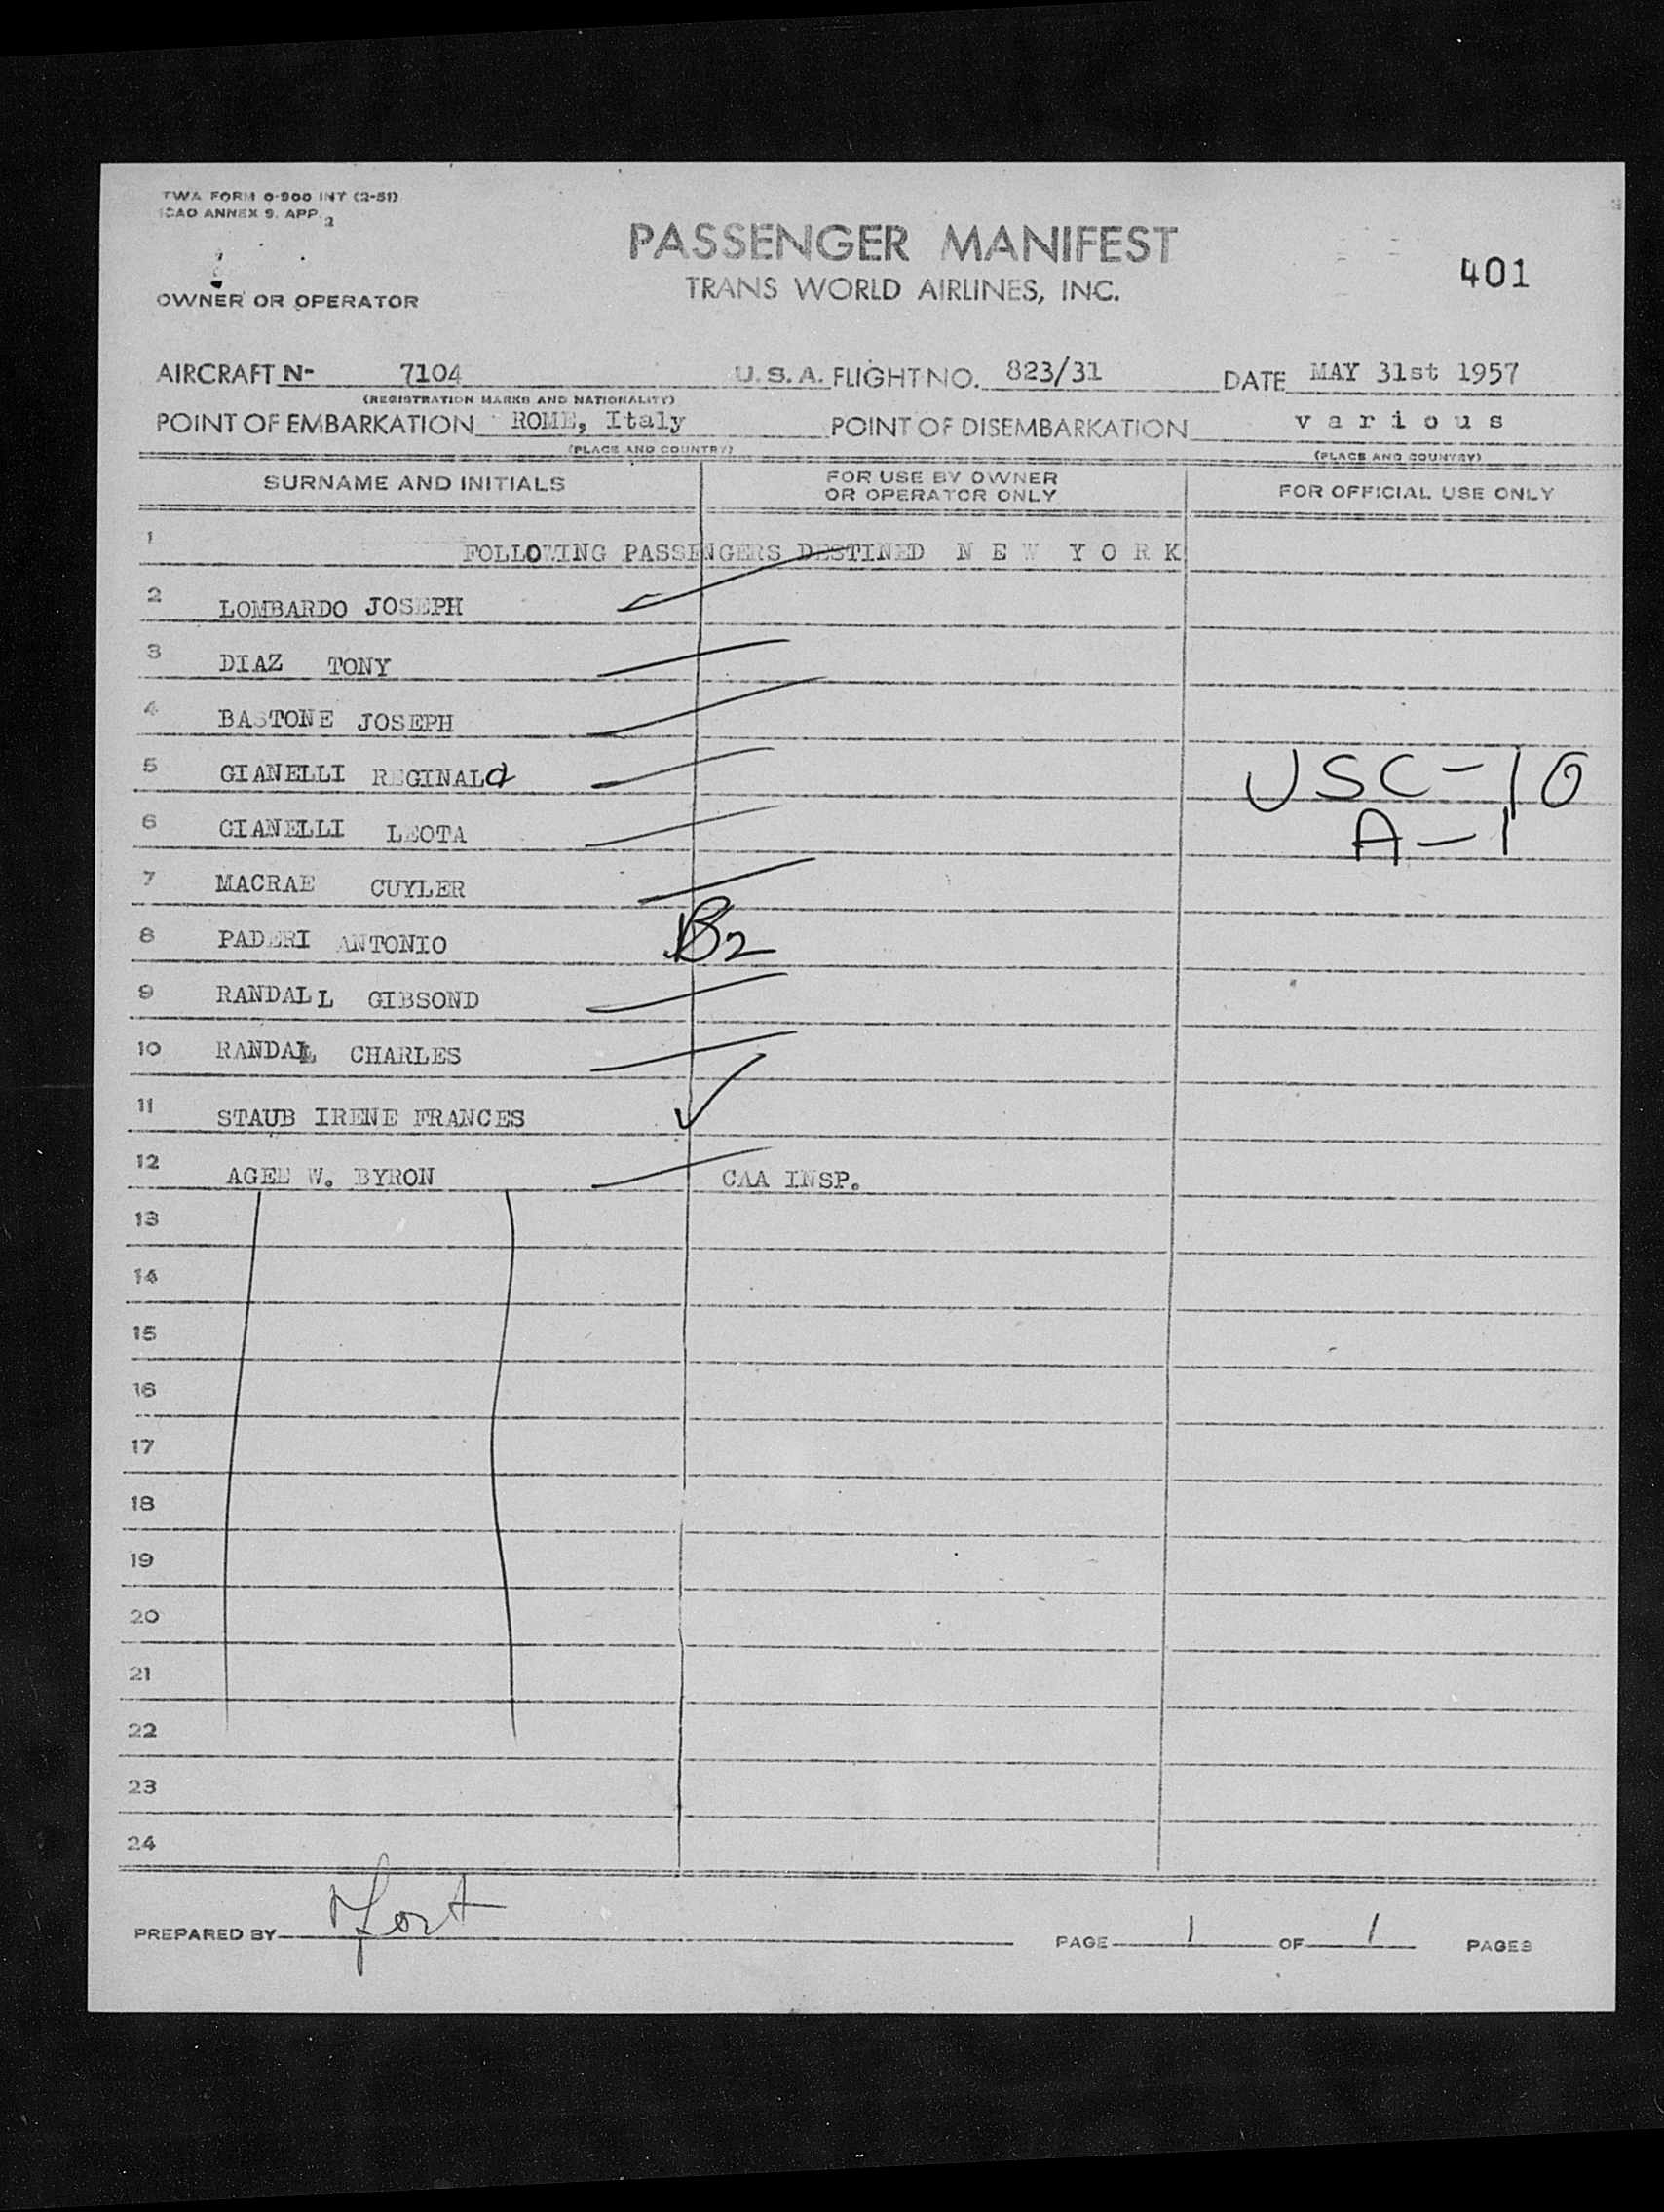 TWA FORM 0-900 INT (2-51)
ICAO ANNEX 9. APP. 2
PASSENGER MANIFEST
TRANS WORLD AIRLINES, INC.
401
OWNER OR OPERATOR
AIRCRAFT N- 7104 U.S.A. FLIGHT NO. 823/31 DATE MAY 31st 1957
(REGISTRATION MARKS AND NATIONALITY)
POINT OF EMBARKATION ROME, Italy POINT OF DISEMBARKATION various
(PLACE AND COUNTRY) (PLACE AND COUNTRY)
SURNAME AND INITIALS FOR USE BY OWNER OR OPERATOR ONLY FOR OFFICIAL USE ONLY
1 FOLLOWING PASSENGERS DESTINED NEW YORK
2 LOMBARDO JOSEPH
3 DIAZ TONY
4 BASTONE JOSEPH
5 GIANELLI REGINALd USC-10
6 GIANELLI LEOTA A-1
7 MACRAE CUYLER
8 PADERI ANTONIO B2
9 RANDALL GIBSOND
10 RANDALL CHARLES
11 STAUB IRENE FRANCES ✓
12 AGEE W. BYRON CAA INSP.
13
14
15
16
17
18
19
20
21
22
23
24
PREPARED BY PAGE 1 OF 1 PAGES